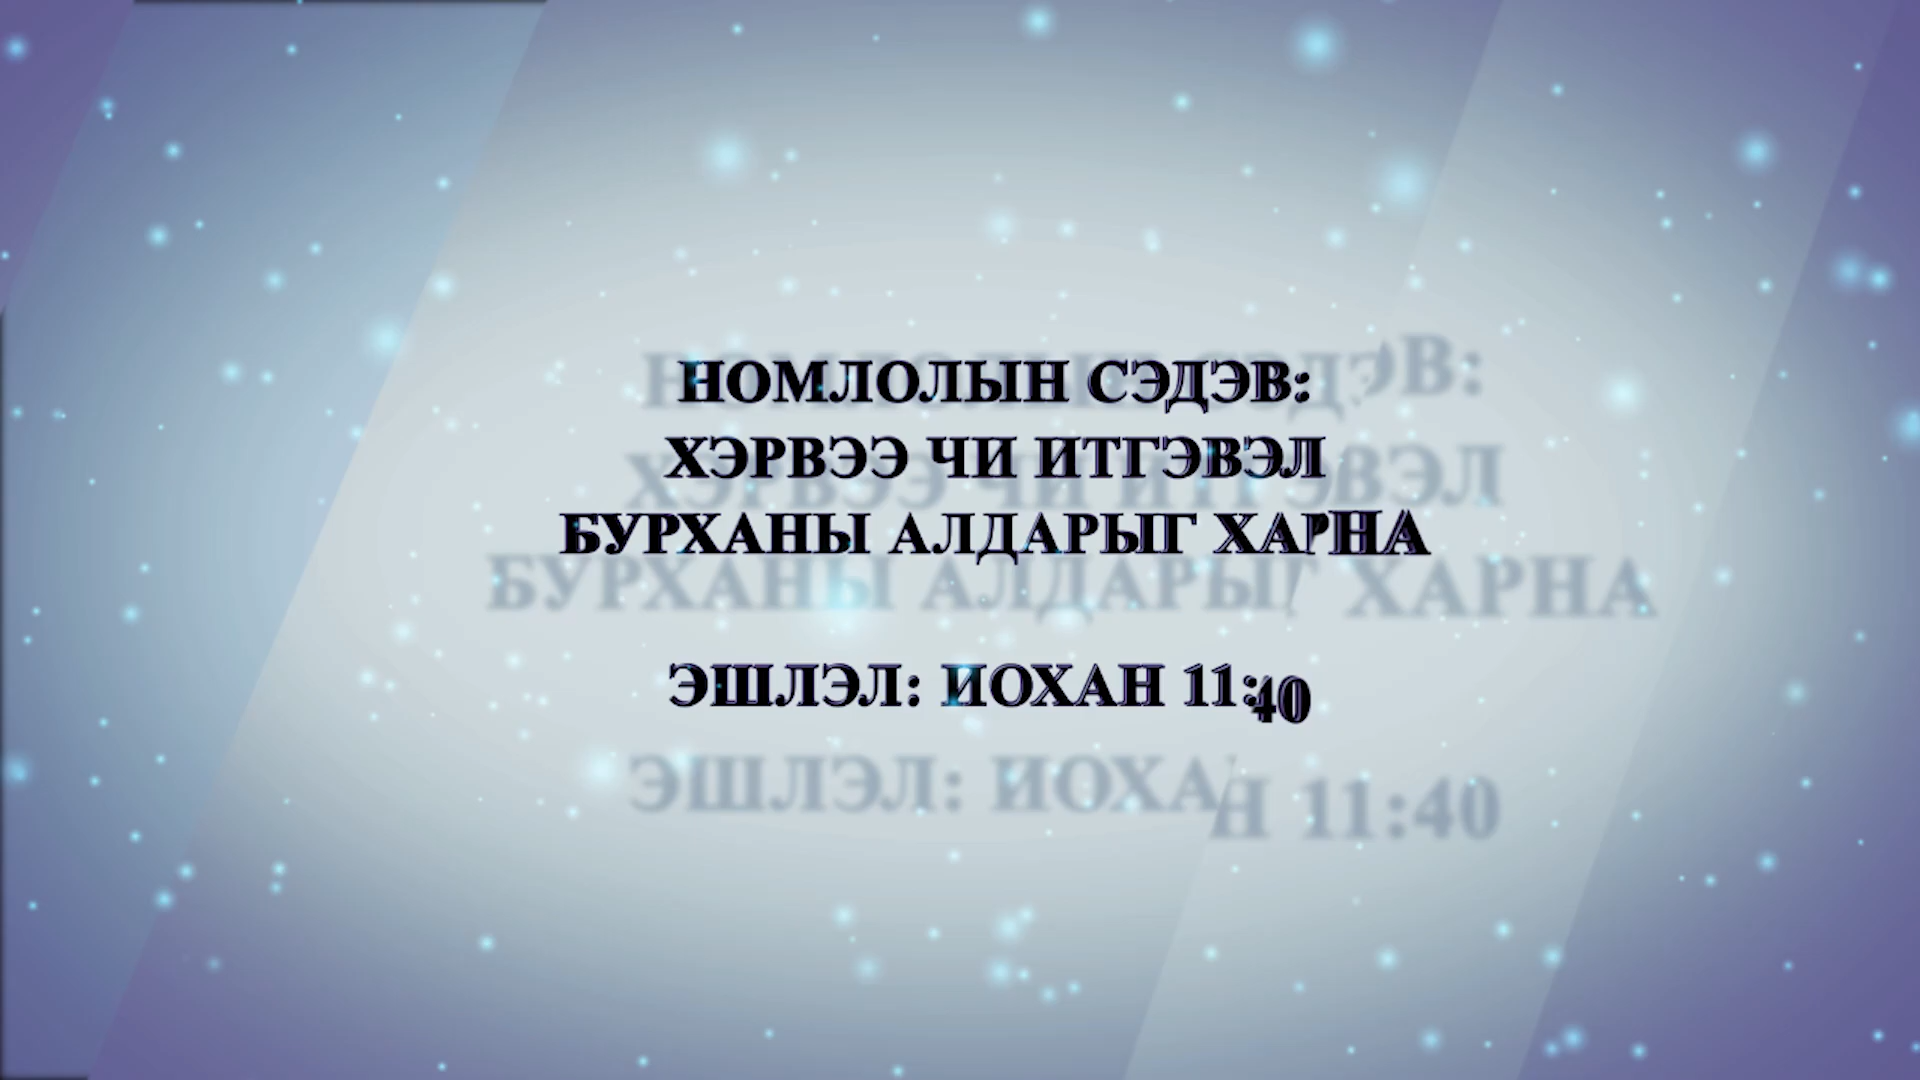 НОМЛОЛЫН СЭДЭВ:
ХЭРВЭЭ ЧИ ИТГЭВЭЛ
БУРХАНЫ АЛДАРЫГ ХАРНА
ЭШЛЭЛ: ИОХАН 11:40